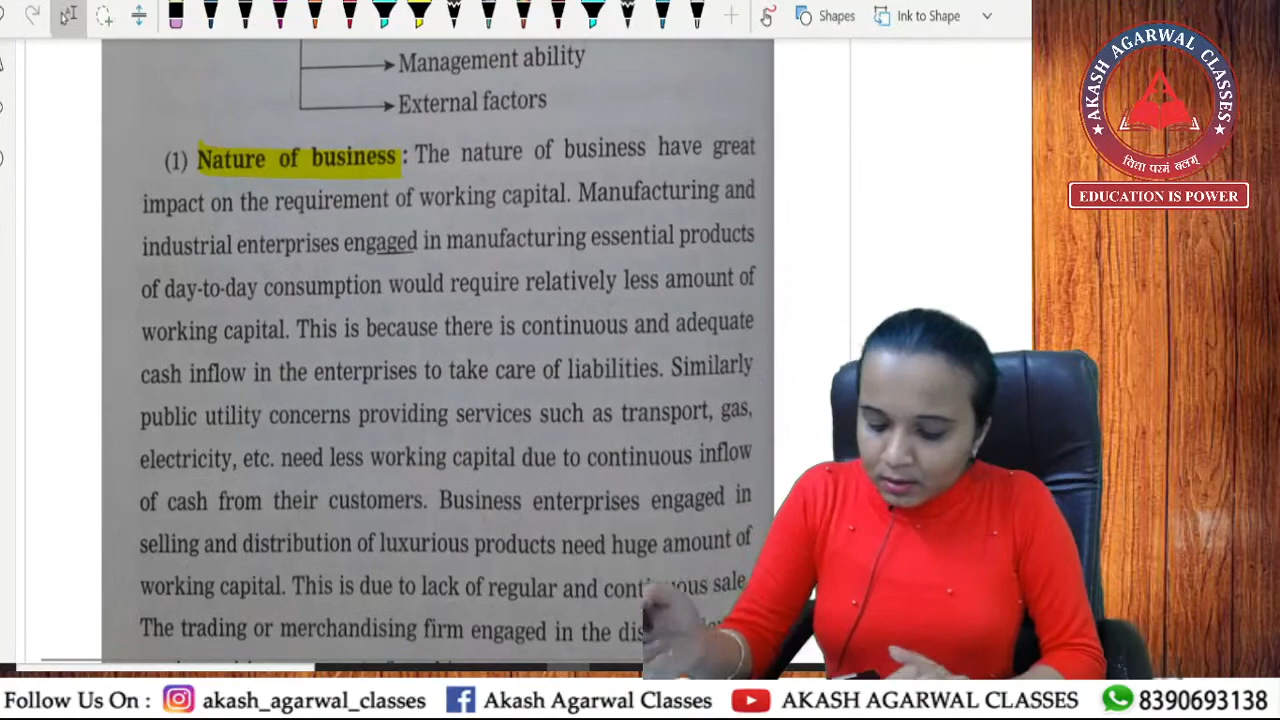 Shapes
Ink to Shape
Management ability
External factors
(1) Nature of business : The nature of business have great
impact on the requirement of working capital. Manufacturing and
industrial enterprises engaged in manufacturing essential products
of day-to-day consumption would require relatively less amount of
working capital. This is because there is continuous and adequate
cash inflow in the enterprises to take care of liabilities. Similarly
public utility concerns providing services such as transport, gas,
electricity, etc. need less working capital due to continuous inflow
of cash from their customers. Business enterprises engaged in
selling and distribution of luxurious products need huge amount of
working capital. This is due to lack of regular and sale
The trading or merchandising firm engaged in the
AKASH AGARWAL CLASSES
विद्या परमं बलम्
EDUCATION IS POWER
Follow Us On : akash_agarwal_classes Akash Agarwal Classes AKASH AGARWAL CLASSES 8390693138